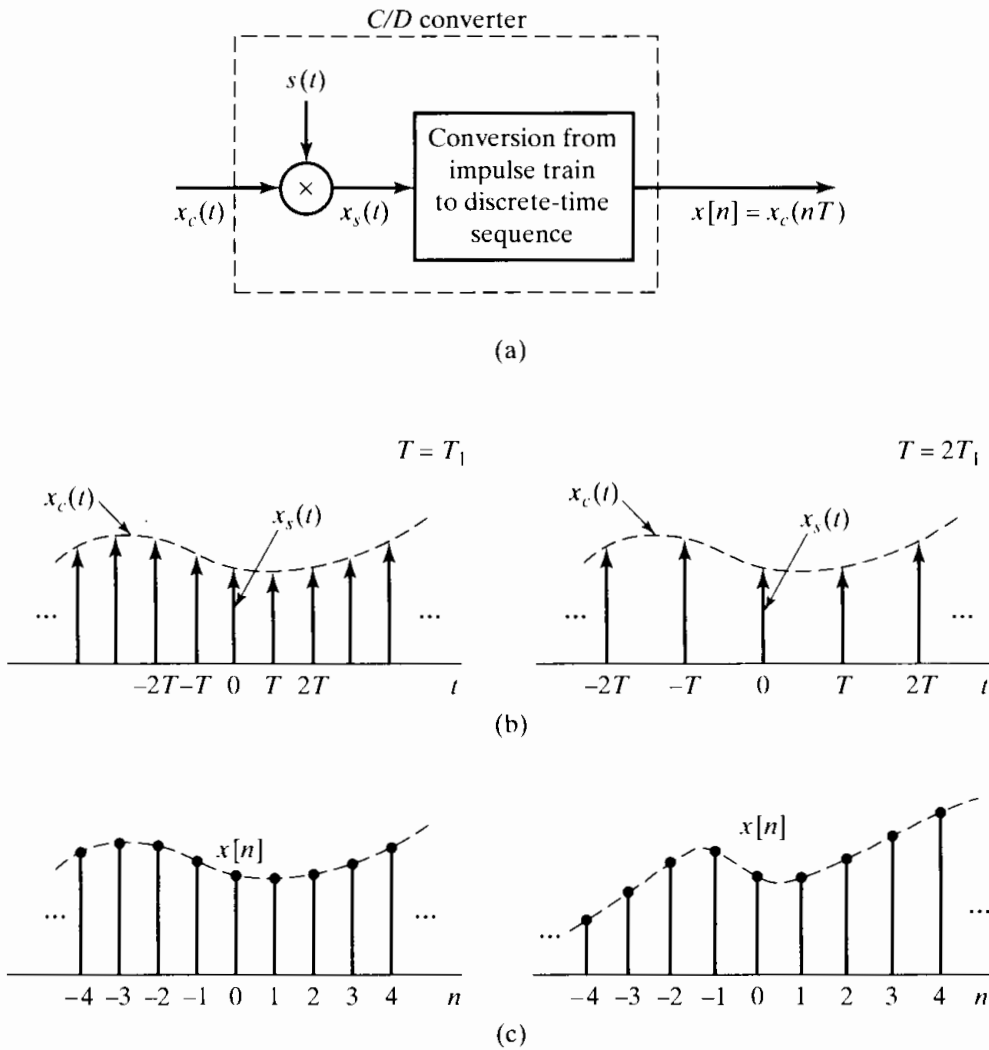 C/D converter
s(t)
×
Conversion from
impulse train
to discrete-time
sequence
x_c(t)
x_s(t)
x[n] = x_c(nT)
(a)
T = T_1
x_c(t)
x_s(t)
...
...
−2T −T 0 T 2T t
T = 2T_1
x_c(t)
x_s(t)
...
...
−2T −T 0 T 2T t
(b)
x[n]
...
...
−4 −3 −2 −1 0 1 2 3 4 n
x[n]
...
...
−4 −3 −2 −1 0 1 2 3 4 n
(c)